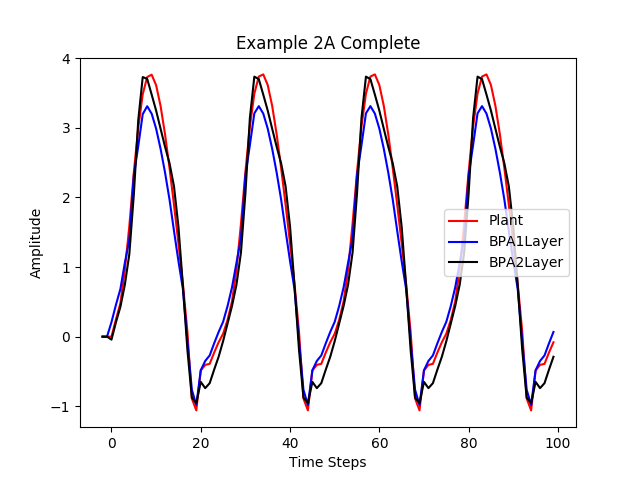 Example 2A Complete
4
3
2
1
0
−1
Amplitude
Plant
BPA1Layer
BPA2Layer
0 20 40 60 80 100
Time Steps